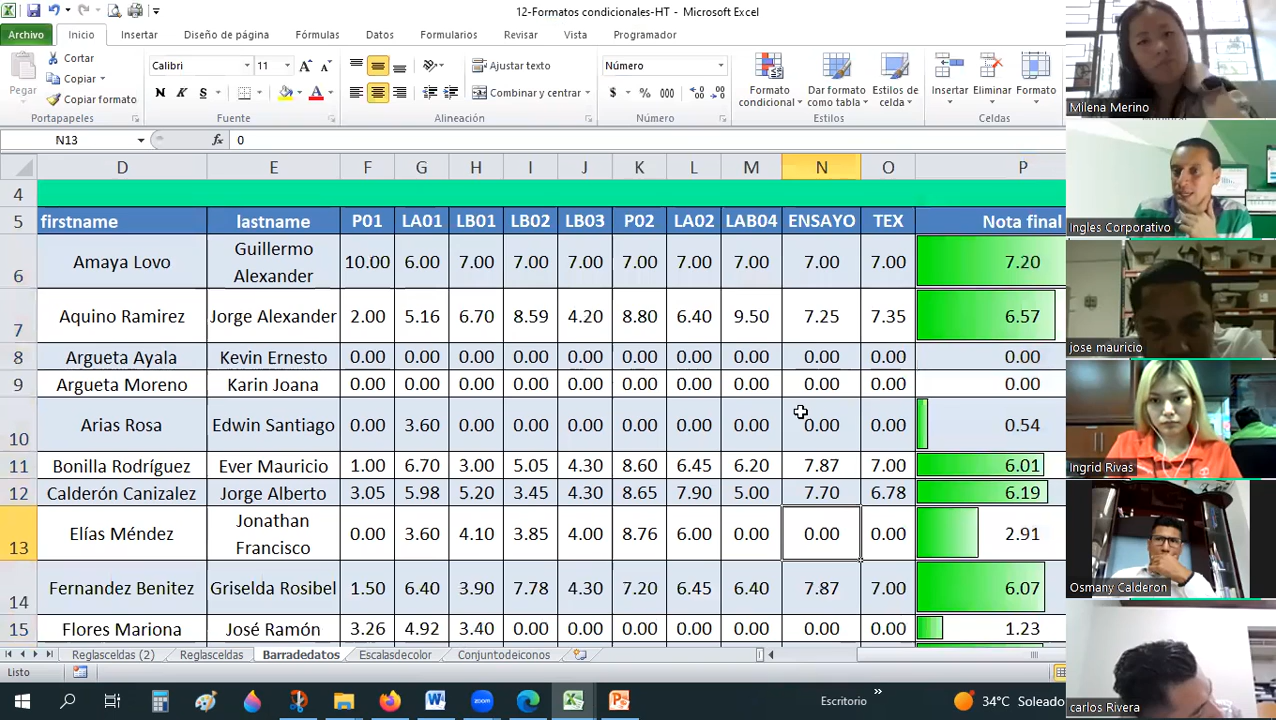 12-Formatos condicionales-HT - Microsoft Excel
Archivo Inicio Insertar Diseño de página Fórmulas Datos Formularios Revisar Vista Programador
Pegar
Cortar
Copiar
Copiar formato
Portapapeles
Calibri 11
N K S
Fuente
Ajustar texto
Combinar y centrar
Alineación
Número
$ % 000
Número
Formato condicional
Dar formato como tabla
Estilos de celda
Estilos
Insertar Eliminar Formato
Celdas
N13 fx 0
D E F G H I J K L M N O P
4
5 firstname lastname P01 LA01 LB01 LB02 LB03 P02 LA02 LAB04 ENSAYO TEX Nota final
6 Amaya Lovo Guillermo Alexander 10.00 6.00 7.00 7.00 7.00 7.00 7.00 7.00 7.00 7.00 7.20
7 Aquino Ramirez Jorge Alexander 2.00 5.16 6.70 8.59 4.20 8.80 6.40 9.50 7.25 7.35 6.57
8 Argueta Ayala Kevin Ernesto 0.00 0.00 0.00 0.00 0.00 0.00 0.00 0.00 0.00 0.00 0.00
9 Argueta Moreno Karin Joana 0.00 0.00 0.00 0.00 0.00 0.00 0.00 0.00 0.00 0.00 0.00
10 Arias Rosa Edwin Santiago 0.00 3.60 0.00 0.00 0.00 0.00 0.00 0.00 0.00 0.00 0.54
11 Bonilla Rodríguez Ever Mauricio 1.00 6.70 3.00 5.05 4.30 8.60 6.45 6.20 7.87 7.00 6.01
12 Calderón Canizalez Jorge Alberto 3.05 5.98 5.20 3.45 4.30 8.65 7.90 5.00 7.70 6.78 6.19
13 Elías Méndez Jonathan Francisco 0.00 3.60 3.10 3.85 4.00 8.76 6.00 0.00 0.00 0.00 2.91
14 Fernandez Benitez Griselda Rosibel 1.50 6.40 3.90 7.78 4.30 7.20 6.45 6.40 7.87 7.00 6.07
15 Flores Mariona José Ramón 3.26 4.92 3.40 0.00 0.00 0.00 0.00 0.00 0.00 0.00 1.23
Reglasceldas (2) Reglasceldas Barradedatos Escalasdecolor Conjuntodeiconos
Listo
Escritorio » 34°C Soleado
Milena Merino
Ingles Corporativo
jose mauricio
Ingrid Rivas
Osmany Calderon
carlos Rivera